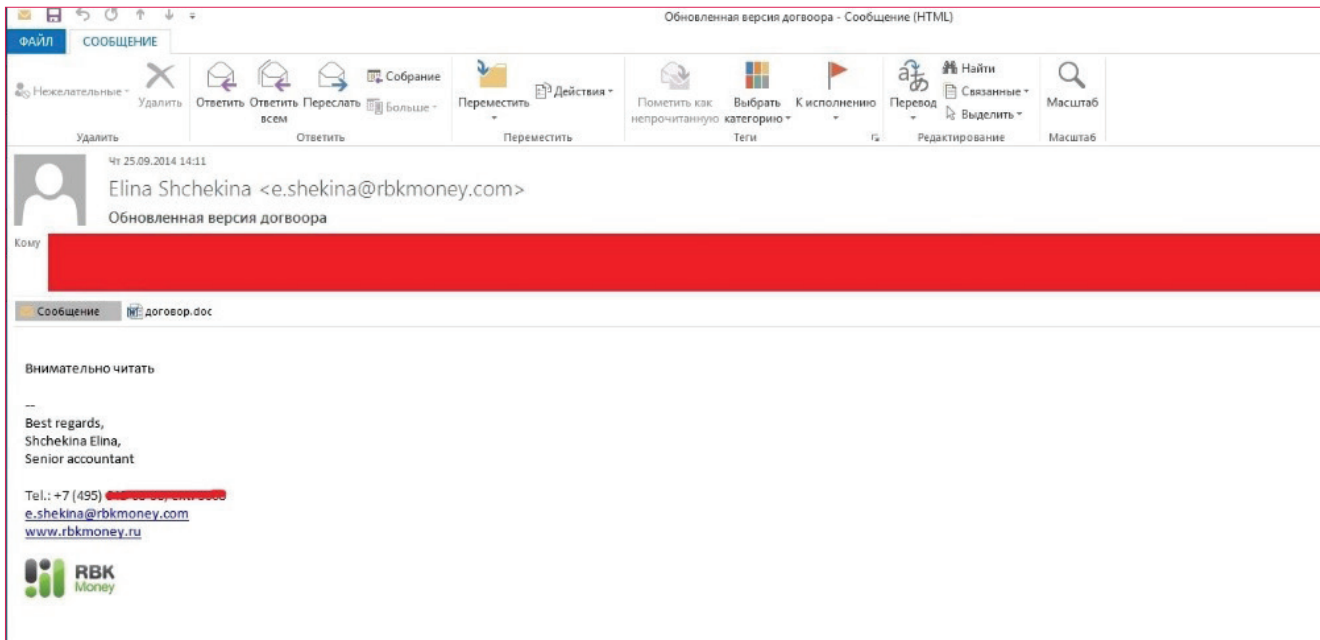 Обновленная версия догвоора - Сообщение (HTML)
ФАЙЛ СООБЩЕНИЕ
Нежелательные
Удалить
Ответить Ответить всем Переслать
Собрание
Больше
Переместить
Действия
Пометить как непрочитанную
Выбрать категорию
К исполнению
Перевод
Найти
Связанные
Выделить
Масштаб
Удалить Ответить Переместить Теги Редактирование Масштаб
Чт 25.09.2014 14:11
Elina Shchekina <e.shekina@rbkmoney.com>
Обновленная версия догвоора
Кому
Сообщение договор.doc
Внимательно читать
--
Best regards,
Shchekina Elina,
Senior accountant
Tel.: +7 (495)
e.shekina@rbkmoney.com
www.rbkmoney.ru
RBK
Money